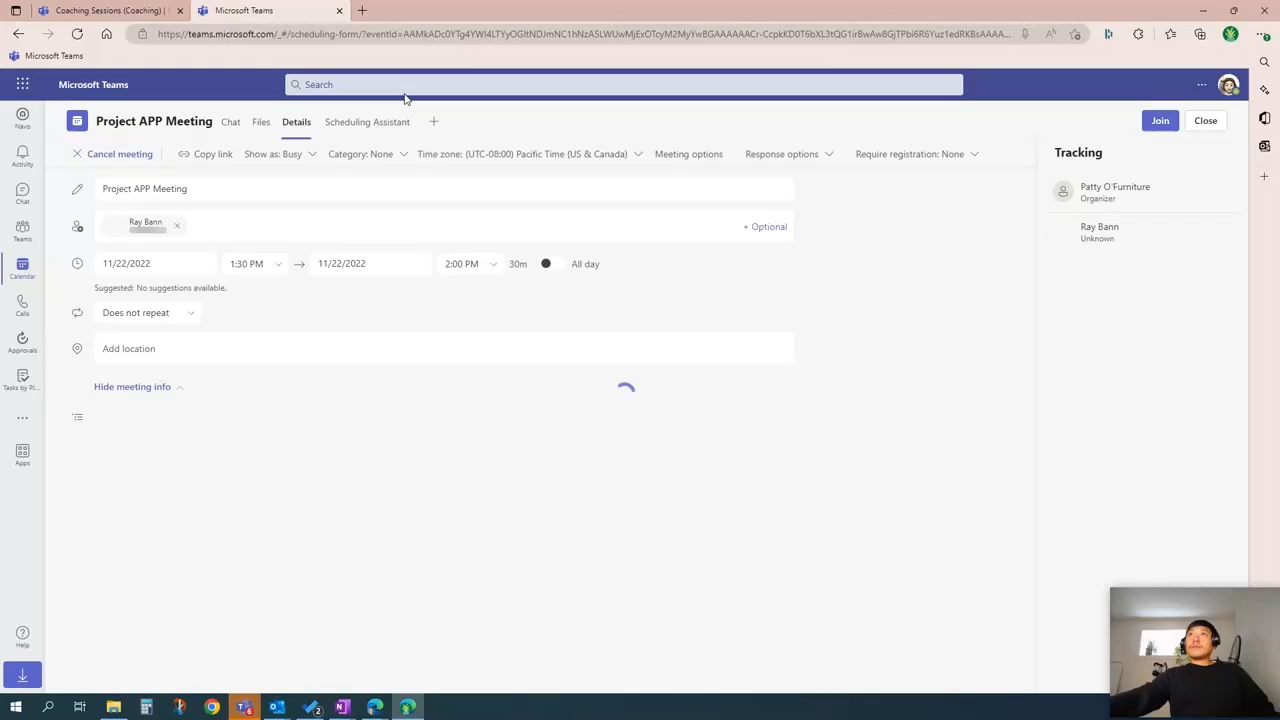 Coaching Sessions (Coaching) |
Microsoft Teams
https://teams.microsoft.com/_#/scheduling-form/?eventId=
Microsoft Teams
Microsoft Teams
Search
Navo
Activity
Chat
Teams
Calendar
Calls
Approvals
Tasks by Pl...
Apps
Help
Project APP Meeting
Chat
Files
Details
Scheduling Assistant
Join
Close
Cancel meeting
Copy link
Show as: Busy
Category: None
Time zone: (UTC-08:00) Pacific Time (US & Canada)
Meeting options
Response options
Require registration: None
Project APP Meeting
Ray Bann
+ Optional
11/22/2022
1:30 PM
11/22/2022
2:00 PM
30m
All day
Suggested: No suggestions available.
Does not repeat
Add location
Hide meeting info
Tracking
Patty O'Furniture
Organizer
Ray Bann
Unknown